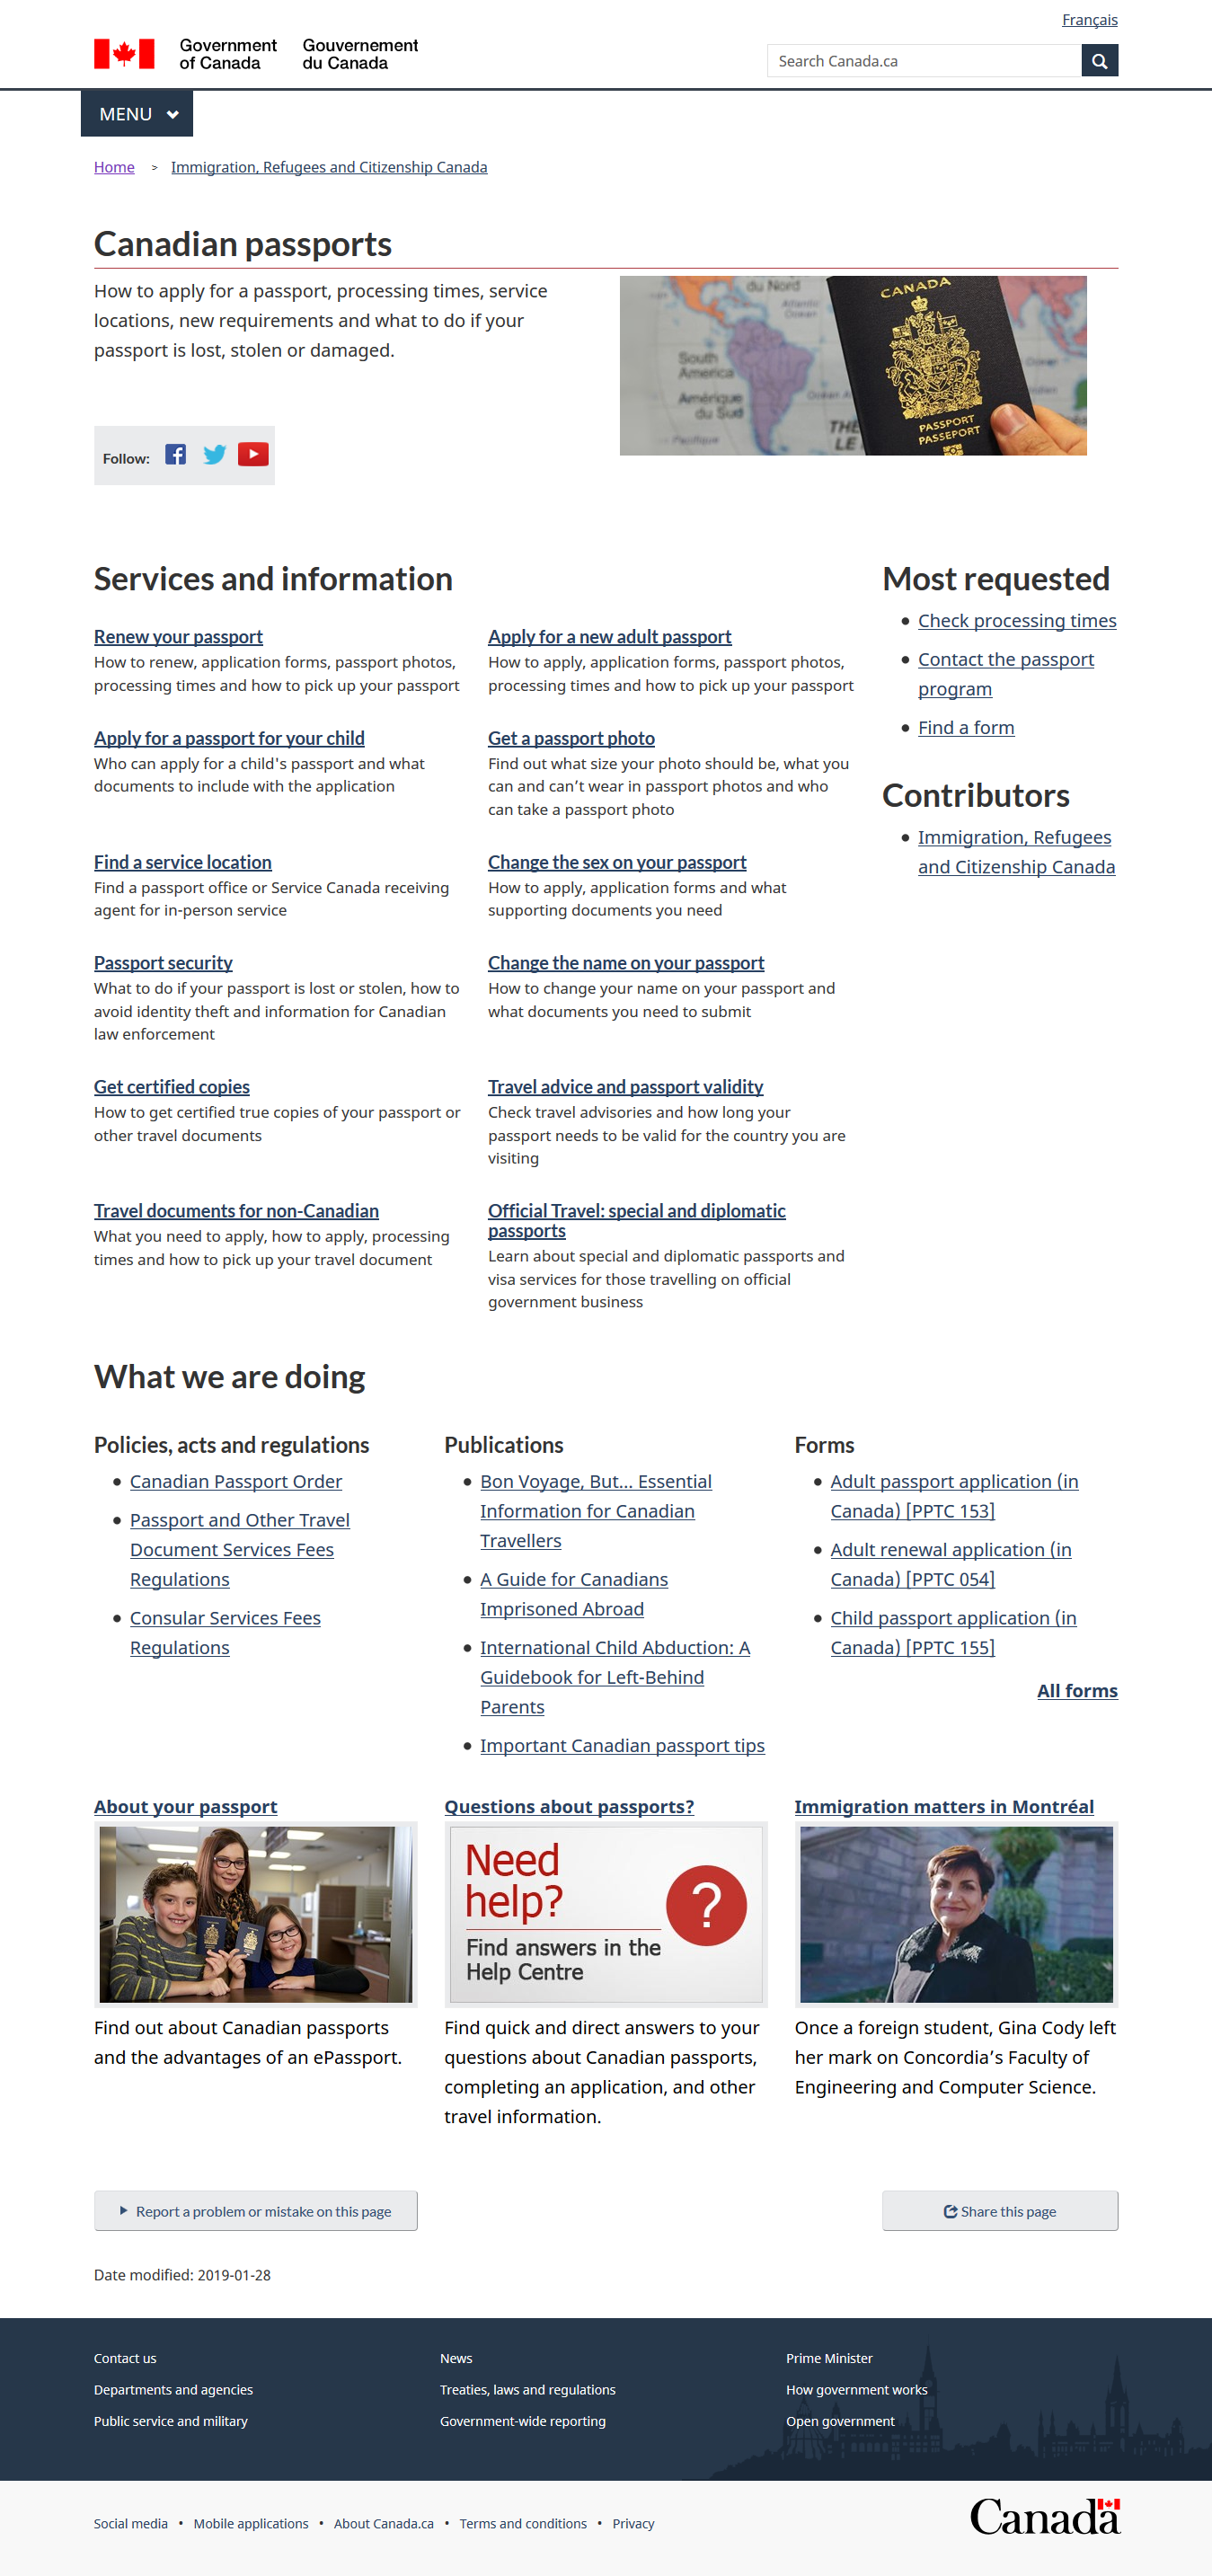 Français
Government of Canada
Gouvernement du Canada
Search Canada.ca
MENU
Home > Immigration, Refugees and Citizenship Canada
Canadian passports
How to apply for a passport, processing times, service
locations, new requirements and what to do if your
passport is lost, stolen or damaged.
du Nord
Atlantic
Ocean
South
America
Amérique
du Sud
Pacifique
CANADA
PASSPORT
PASSEPORT
Follow:
Services and information
Renew your passport
How to renew, application forms, passport photos,
processing times and how to pick up your passport
Apply for a new adult passport
How to apply, application forms, passport photos,
processing times and how to pick up your passport
Apply for a passport for your child
Who can apply for a child's passport and what
documents to include with the application
Get a passport photo
Find out what size your photo should be, what you
can and can’t wear in passport photos and who
can take a passport photo
Find a service location
Find a passport office or Service Canada receiving
agent for in-person service
Change the sex on your passport
How to apply, application forms and what
supporting documents you need
Passport security
What to do if your passport is lost or stolen, how to
avoid identity theft and information for Canadian
law enforcement
Change the name on your passport
How to change your name on your passport and
what documents you need to submit
Get certified copies
How to get certified true copies of your passport or
other travel documents
Travel advice and passport validity
Check travel advisories and how long your
passport needs to be valid for the country you are
visiting
Travel documents for non-Canadian
What you need to apply, how to apply, processing
times and how to pick up your travel document
Official Travel: special and diplomatic
passports
Learn about special and diplomatic passports and
visa services for those travelling on official
government business
Most requested
Check processing times
Contact the passport
program
Find a form
Contributors
Immigration, Refugees
and Citizenship Canada
What we are doing
Policies, acts and regulations
Canadian Passport Order
Passport and Other Travel
Document Services Fees
Regulations
Consular Services Fees
Regulations
Publications
Bon Voyage, But... Essential
Information for Canadian
Travellers
A Guide for Canadians
Imprisoned Abroad
International Child Abduction: A
Guidebook for Left-Behind
Parents
Important Canadian passport tips
Forms
Adult passport application (in
Canada) [PPTC 153]
Adult renewal application (in
Canada) [PPTC 054]
Child passport application (in
Canada) [PPTC 155]
All forms
About your passport
Find out about Canadian passports
and the advantages of an ePassport.
Questions about passports?
Need
help?
?
Find answers in the
Help Centre
Find quick and direct answers to your
questions about Canadian passports,
completing an application, and other
travel information.
Immigration matters in Montréal
Once a foreign student, Gina Cody left
her mark on Concordia’s Faculty of
Engineering and Computer Science.
Report a problem or mistake on this page
Share this page
Date modified: 2019-01-28
Contact us
News
Prime Minister
Departments and agencies
Treaties, laws and regulations
How government works
Public service and military
Government-wide reporting
Open government
Social media • Mobile applications • About Canada.ca • Terms and conditions • Privacy
Canada